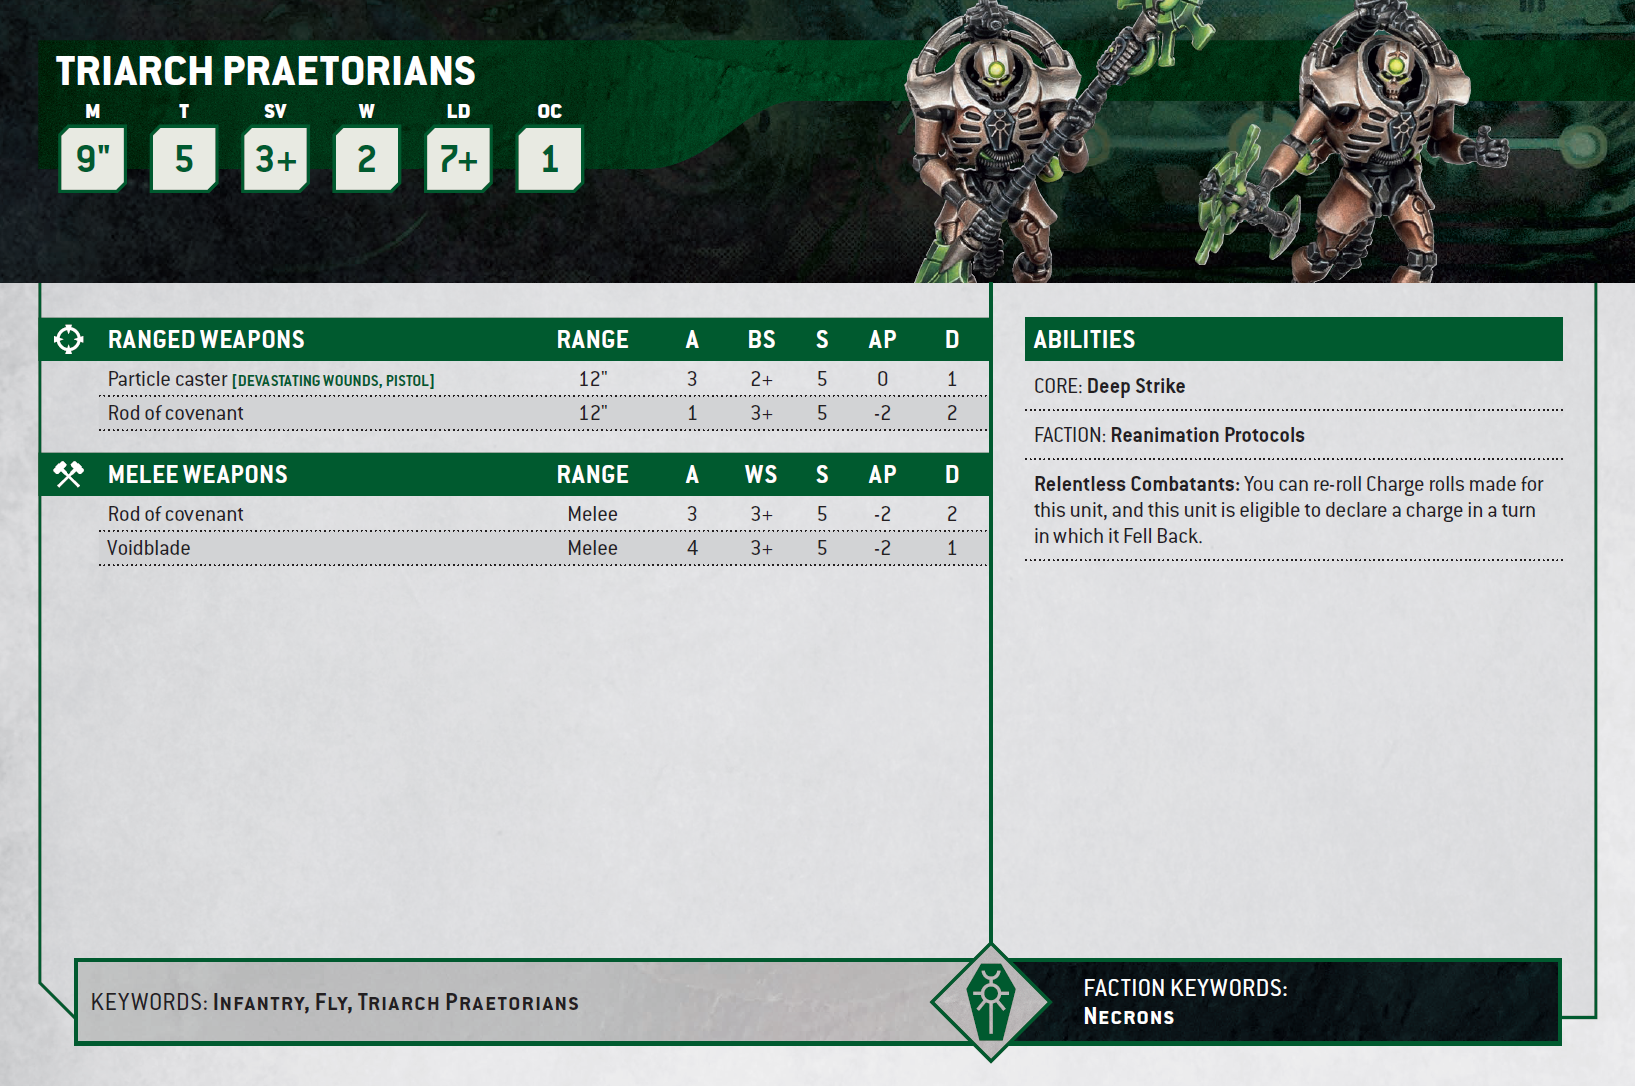 TRIARCH PRAETORIANS
M T SV W LD OC
9" 5 3+ 2 7+ 1
RANGED WEAPONS RANGE A BS S AP D
Particle caster [DEVASTATING WOUNDS, PISTOL] 12" 3 2+ 5 0 1
Rod of covenant 12" 1 3+ 5 -2 2
MELEE WEAPONS RANGE A WS S AP D
Rod of covenant Melee 3 3+ 5 -2 2
Voidblade Melee 4 3+ 5 -2 1
ABILITIES
CORE: Deep Strike
FACTION: Reanimation Protocols
Relentless Combatants: You can re-roll Charge rolls made for
this unit, and this unit is eligible to declare a charge in a turn
in which it Fell Back.
KEYWORDS: INFANTRY, FLY, TRIARCH PRAETORIANS
FACTION KEYWORDS:
NECRONS